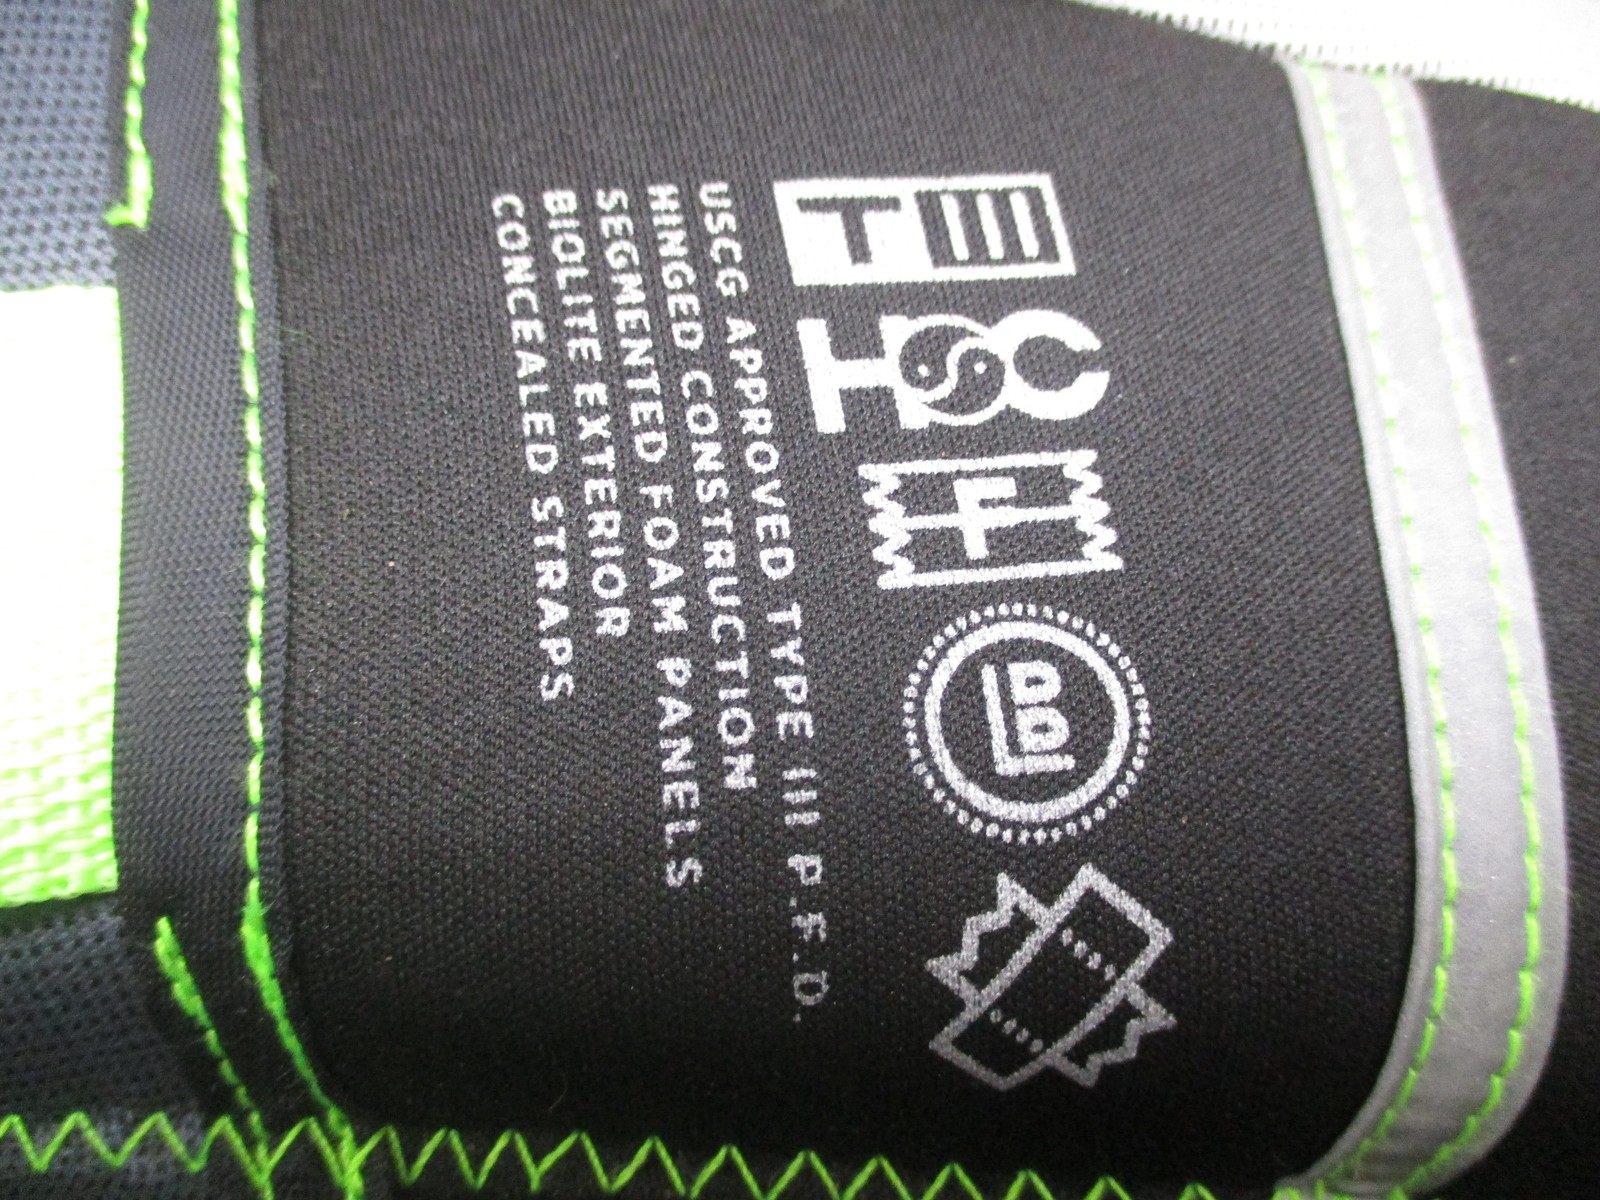 T
H S C
F
USCG APPROVED TYPE III P.F.D.
HINGED CONSTRUCTION
SEGMENTED FOAM PANELS
BIOLITE EXTERIOR
CONCEALED STRAPS